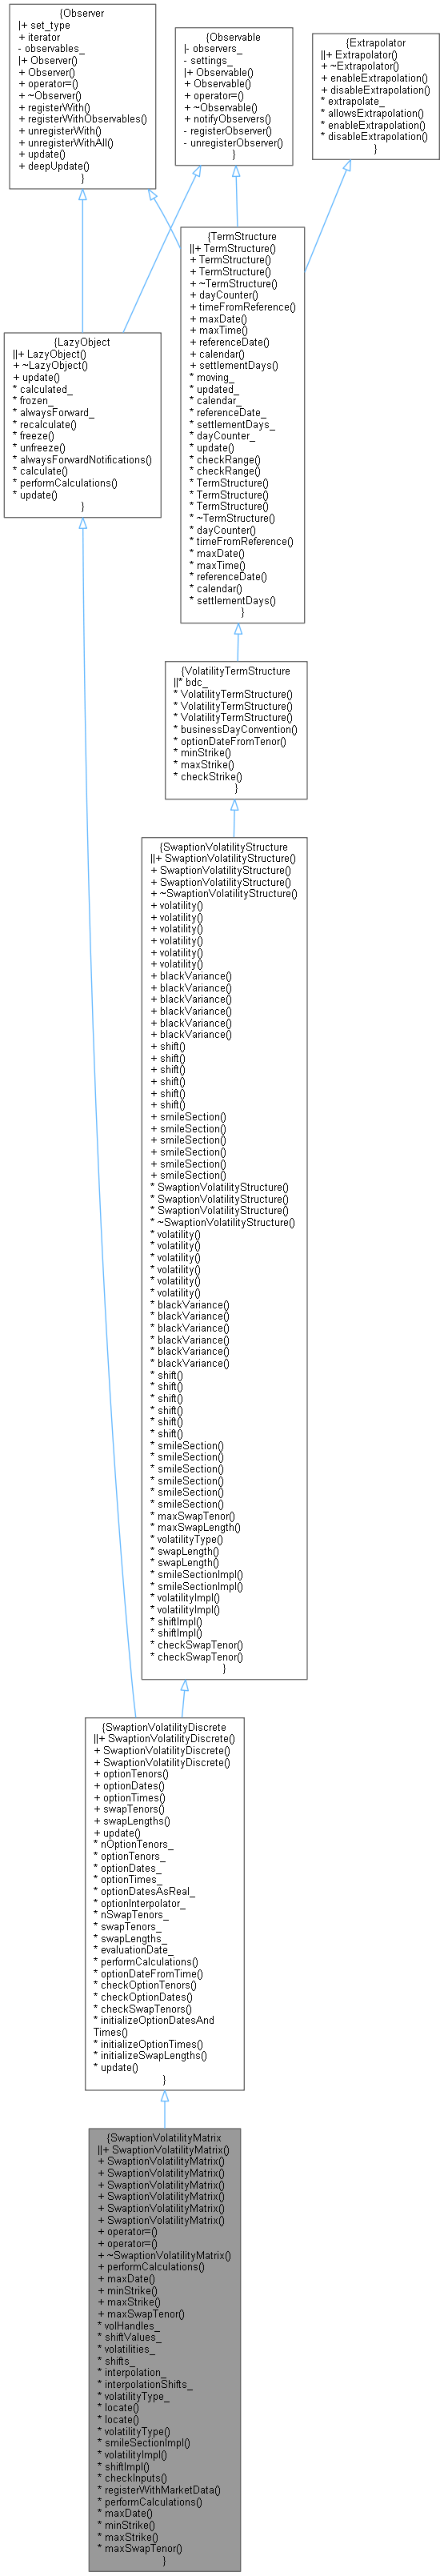 {Observer
|+ set_type
+ iterator
- observables_
|+ Observer()
+ Observer()
+ operator=()
+ ~Observer()
+ registerWith()
+ registerWithObservables()
+ unregisterWith()
+ unregisterWithAll()
+ update()
+ deepUpdate()
}
{Observable
|- observers_
- settings_
|+ Observable()
+ Observable()
+ operator=()
+ ~Observable()
+ notifyObservers()
- registerObserver()
- unregisterObserver()
}
{Extrapolator
||+ Extrapolator()
+ ~Extrapolator()
+ enableExtrapolation()
+ disableExtrapolation()
* extrapolate_
* allowsExtrapolation()
* enableExtrapolation()
* disableExtrapolation()
}
{TermStructure
||+ TermStructure()
+ TermStructure()
+ TermStructure()
+ ~TermStructure()
+ dayCounter()
+ timeFromReference()
+ maxDate()
+ maxTime()
+ referenceDate()
+ calendar()
+ settlementDays()
* moving_
* updated_
* calendar_
* referenceDate_
* settlementDays_
* dayCounter_
* update()
* checkRange()
* checkRange()
* TermStructure()
* TermStructure()
* TermStructure()
* ~TermStructure()
* dayCounter()
* timeFromReference()
* maxDate()
* maxTime()
* referenceDate()
* calendar()
* settlementDays()
}
{LazyObject
||+ LazyObject()
+ ~LazyObject()
+ update()
* calculated_
* frozen_
* alwaysForward_
* recalculate()
* freeze()
* unfreeze()
* alwaysForwardNotifications()
* calculate()
* performCalculations()
* update()
}
{VolatilityTermStructure
||* bdc_
* VolatilityTermStructure()
* VolatilityTermStructure()
* VolatilityTermStructure()
* businessDayConvention()
* optionDateFromTenor()
* minStrike()
* maxStrike()
* checkStrike()
}
{SwaptionVolatilityStructure
||+ SwaptionVolatilityStructure()
+ SwaptionVolatilityStructure()
+ SwaptionVolatilityStructure()
+ ~SwaptionVolatilityStructure()
+ volatility()
+ volatility()
+ volatility()
+ volatility()
+ volatility()
+ volatility()
+ blackVariance()
+ blackVariance()
+ blackVariance()
+ blackVariance()
+ blackVariance()
+ blackVariance()
+ shift()
+ shift()
+ shift()
+ shift()
+ shift()
+ shift()
+ smileSection()
+ smileSection()
+ smileSection()
+ smileSection()
+ smileSection()
+ smileSection()
* SwaptionVolatilityStructure()
* SwaptionVolatilityStructure()
* SwaptionVolatilityStructure()
* ~SwaptionVolatilityStructure()
* volatility()
* volatility()
* volatility()
* volatility()
* volatility()
* volatility()
* blackVariance()
* blackVariance()
* blackVariance()
* blackVariance()
* blackVariance()
* blackVariance()
* shift()
* shift()
* shift()
* shift()
* shift()
* shift()
* smileSection()
* smileSection()
* smileSection()
* smileSection()
* smileSection()
* smileSection()
* maxSwapTenor()
* maxSwapLength()
* volatilityType()
* swapLength()
* swapLength()
* smileSectionImpl()
* smileSectionImpl()
* volatilityImpl()
* volatilityImpl()
* shiftImpl()
* shiftImpl()
* checkSwapTenor()
* checkSwapTenor()
}
{SwaptionVolatilityDiscrete
||+ SwaptionVolatilityDiscrete()
+ SwaptionVolatilityDiscrete()
+ SwaptionVolatilityDiscrete()
+ optionTenors()
+ optionDates()
+ optionTimes()
+ swapTenors()
+ swapLengths()
+ update()
* nOptionTenors_
* optionTenors_
* optionDates_
* optionTimes_
* optionDatesAsReal_
* optionInterpolator_
* nSwapTenors_
* swapTenors_
* swapLengths_
* evaluationDate_
* performCalculations()
* optionDateFromTime()
* checkOptionTenors()
* checkOptionDates()
* checkSwapTenors()
* initializeOptionDatesAnd
Times()
* initializeOptionTimes()
* initializeSwapLengths()
* update()
}
{SwaptionVolatilityMatrix
||+ SwaptionVolatilityMatrix()
+ SwaptionVolatilityMatrix()
+ SwaptionVolatilityMatrix()
+ SwaptionVolatilityMatrix()
+ SwaptionVolatilityMatrix()
+ SwaptionVolatilityMatrix()
+ SwaptionVolatilityMatrix()
+ operator=()
+ operator=()
+ ~SwaptionVolatilityMatrix()
+ performCalculations()
+ maxDate()
+ minStrike()
+ maxStrike()
+ maxSwapTenor()
* volHandles_
* shiftValues_
* volatilities_
* shifts_
* interpolation_
* interpolationShifts_
* volatilityType_
* locate()
* locate()
* volatilityType()
* smileSectionImpl()
* volatilityImpl()
* shiftImpl()
* checkInputs()
* registerWithMarketData()
* performCalculations()
* maxDate()
* minStrike()
* maxStrike()
* maxSwapTenor()
}